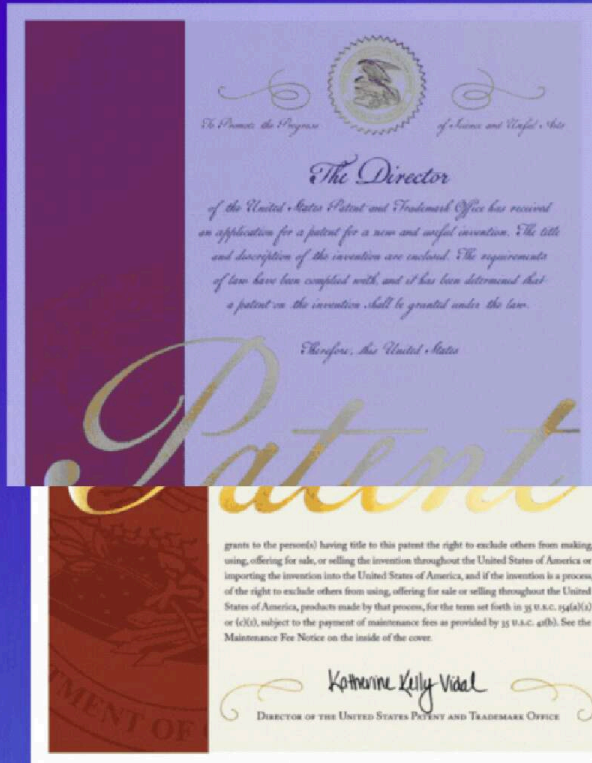 To Promote the Progress
of Science and Useful Arts
The Director
of the United States Patent and Trademark Office has received
an application for a patent for a new and useful invention. The title
and description of the invention are enclosed. The requirements
of law have been complied with, and it has been determined that
a patent on the invention shall be granted under the law.
Therefore, this United States
Patent
grants to the person(s) having title to this patent the right to exclude others from making,
using, offering for sale, or selling the invention throughout the United States of America or
importing the invention into the United States of America, and if the invention is a process,
of the right to exclude others from using, offering for sale or selling throughout the United
States of America, products made by that process, for the term set forth in 35 U.S.C. 154(a)(2)
or (c)(1), subject to the payment of maintenance fees as provided by 35 U.S.C. 41(b). See the
Maintenance Fee Notice on the inside of the cover.
Katherine Kelly Vidal
DIRECTOR OF THE UNITED STATES PATENT AND TRADEMARK OFFICE
TMENT OF